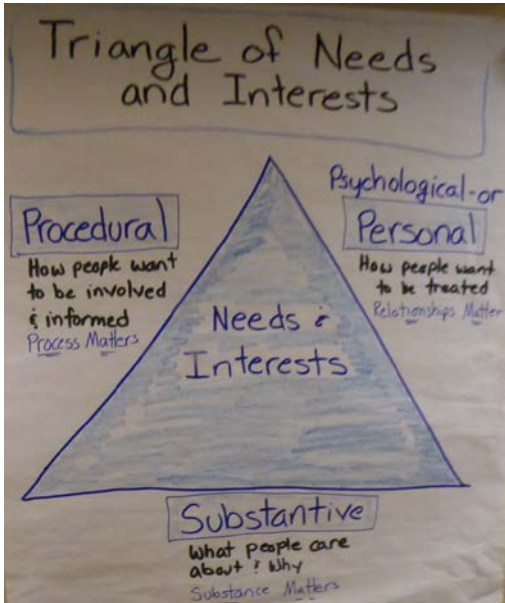 Triangle of Needs
and Interests
Procedural
How people want
to be involved
& informed
Process Matters
Psychological-or
Personal
How people want
to be treated
Relationships Matter
Needs &
Interests
Substantive
What people care
about & Why
Substance Matters